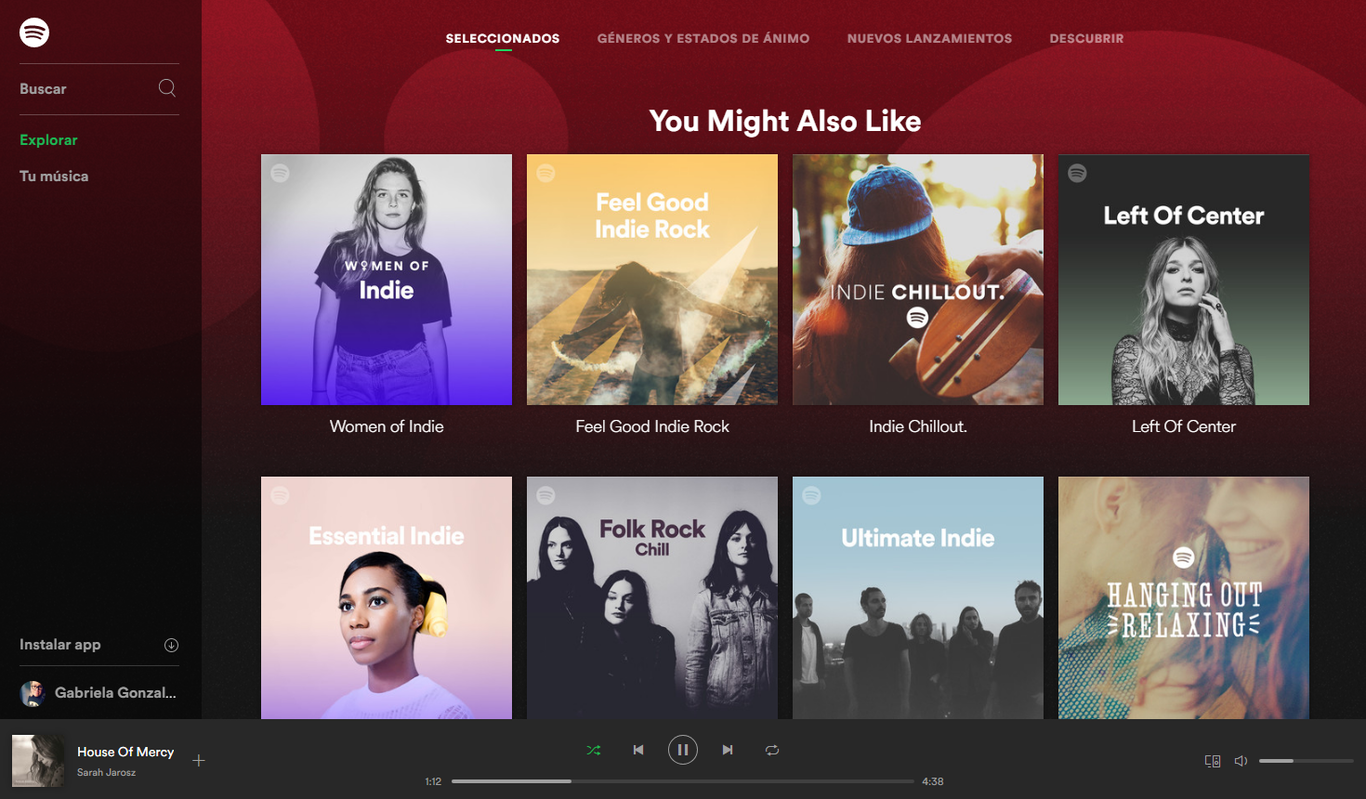 SELECCIONADOS GÉNEROS Y ESTADOS DE ÁNIMO NUEVOS LANZAMIENTOS DESCUBRIR
Buscar
Explorar
Tu música
You Might Also Like
W♀MEN OF
Indie
Feel Good
Indie Rock
INDIE CHILLOUT.
Left Of Center
Women of Indie
Feel Good Indie Rock
Indie Chillout.
Left Of Center
Essential Indie
Folk Rock
Chill
Ultimate Indie
HANGING OUT
RELAXING
Instalar app
Gabriela Gonzal...
House Of Mercy
Sarah Jarosz
1:12
4:38